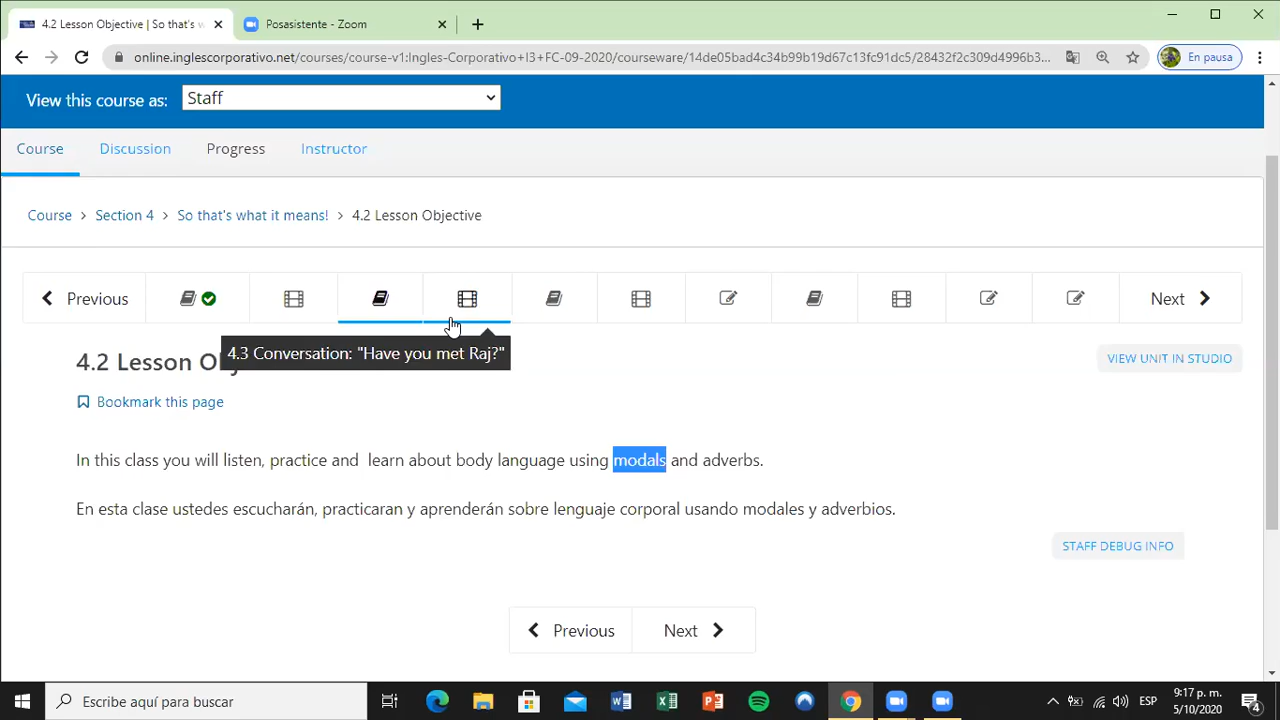 4.2 Lesson Objective | So that's w
Posasistente - Zoom
online.inglescorporativo.net/courses/course-v1:Ingles-Corporativo+I3+FC-09-2020/courseware/14de05bad4c34b99b19d67c13fc91dc5/28432f2c309d4996b3...
En pausa
View this course as: Staff
Course Discussion Progress Instructor
Course > Section 4 > So that's what it means! > 4.2 Lesson Objective
Previous Next
4.3 Conversation: "Have you met Raj?"
4.2 Lesson Obj
VIEW UNIT IN STUDIO
Bookmark this page
In this class you will listen, practice and learn about body language using modals and adverbs.
En esta clase ustedes escucharán, practicaran y aprenderán sobre lenguaje corporal usando modales y adverbios.
STAFF DEBUG INFO
Previous Next
Escribe aquí para buscar
ESP
9:17 p. m.
5/10/2020
4